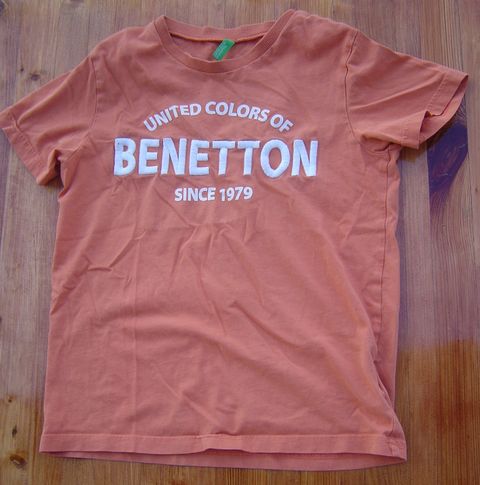 UNITED COLORS OF
BENETTON
SINCE 1979